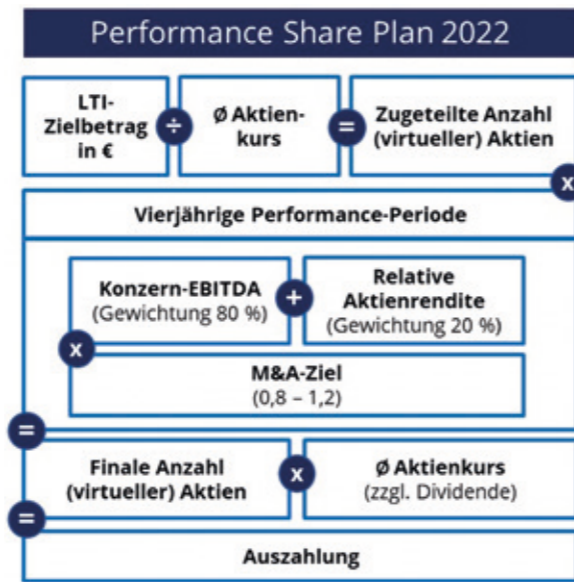 Performance Share Plan 2022
LTI-
Zielbetrag
in €
÷
Ø Aktien-
kurs
=
Zugeteilte Anzahl
(virtueller) Aktien
x
Vierjährige Performance-Periode
Konzern-EBITDA
(Gewichtung 80 %)
+
Relative
Aktienrendite
(Gewichtung 20 %)
x
M&A-Ziel
(0,8 – 1,2)
=
Finale Anzahl
(virtueller) Aktien
x
Ø Aktienkurs
(zzgl. Dividende)
=
Auszahlung